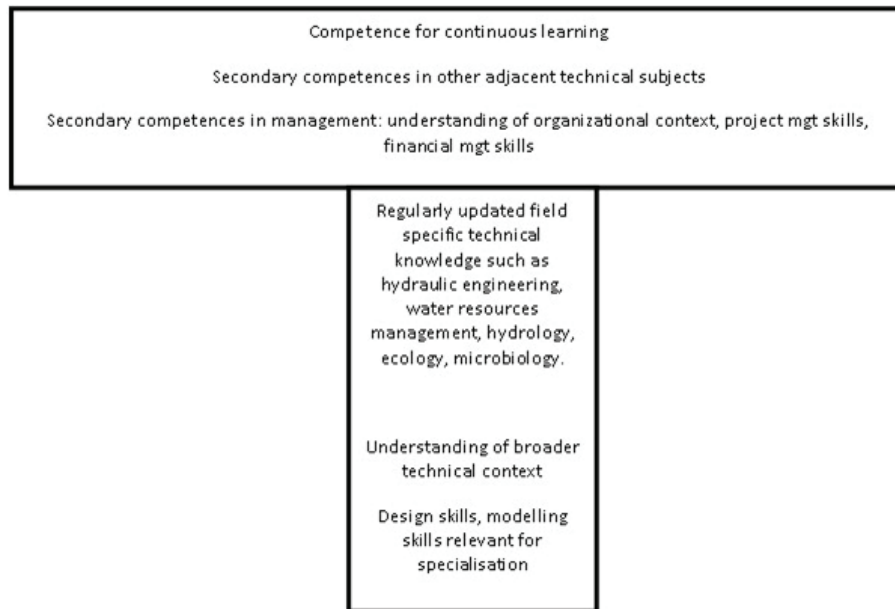 Competence for continuous learning
Secondary competences in other adjacent technical subjects
Secondary competences in management: understanding of organizational context, project mgt skills,
financial mgt skills
Regularly updated field
specific technical
knowledge such as
hydraulic engineering,
water resources
management, hydrology,
ecology, microbiology.
Understanding of broader
technical context
Design skills, modelling
skills relevant for
specialisation